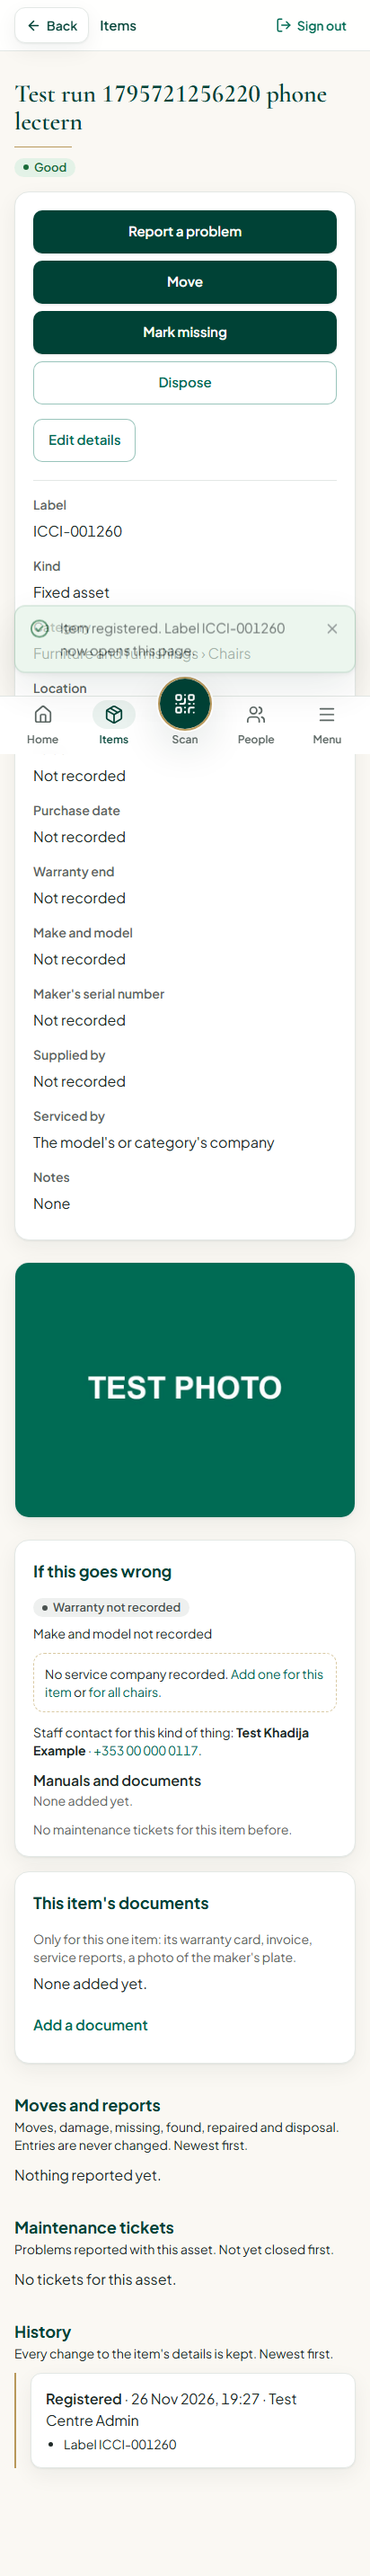 Back
Items
Sign out
Test run 1795721256220 phone
lectern
Good
Report a problem
Move
Mark missing
Dispose
Edit details
Label
ICCI-001260
Kind
Fixed asset
Category
Item registered. Label ICCI-001260
now opens this page.
Furniture and furnishings › Chairs
Location
Home
Items
Scan
People
Menu
Not recorded
Purchase date
Not recorded
Warranty end
Not recorded
Make and model
Not recorded
Maker's serial number
Not recorded
Supplied by
Not recorded
Serviced by
The model's or category's company
Notes
None
TEST PHOTO
If this goes wrong
Warranty not recorded
Make and model not recorded
No service company recorded. Add one for this
item or for all chairs.
Staff contact for this kind of thing: Test Khadija
Example · +353 00 000 0117.
Manuals and documents
None added yet.
No maintenance tickets for this item before.
This item's documents
Only for this one item: its warranty card, invoice,
service reports, a photo of the maker's plate.
None added yet.
Add a document
Moves and reports
Moves, damage, missing, found, repaired and disposal.
Entries are never changed. Newest first.
Nothing reported yet.
Maintenance tickets
Problems reported with this asset. Not yet closed first.
No tickets for this asset.
History
Every change to the item's details is kept. Newest first.
Registered · 26 Nov 2026, 19:27 · Test
Centre Admin
• Label ICCI-001260